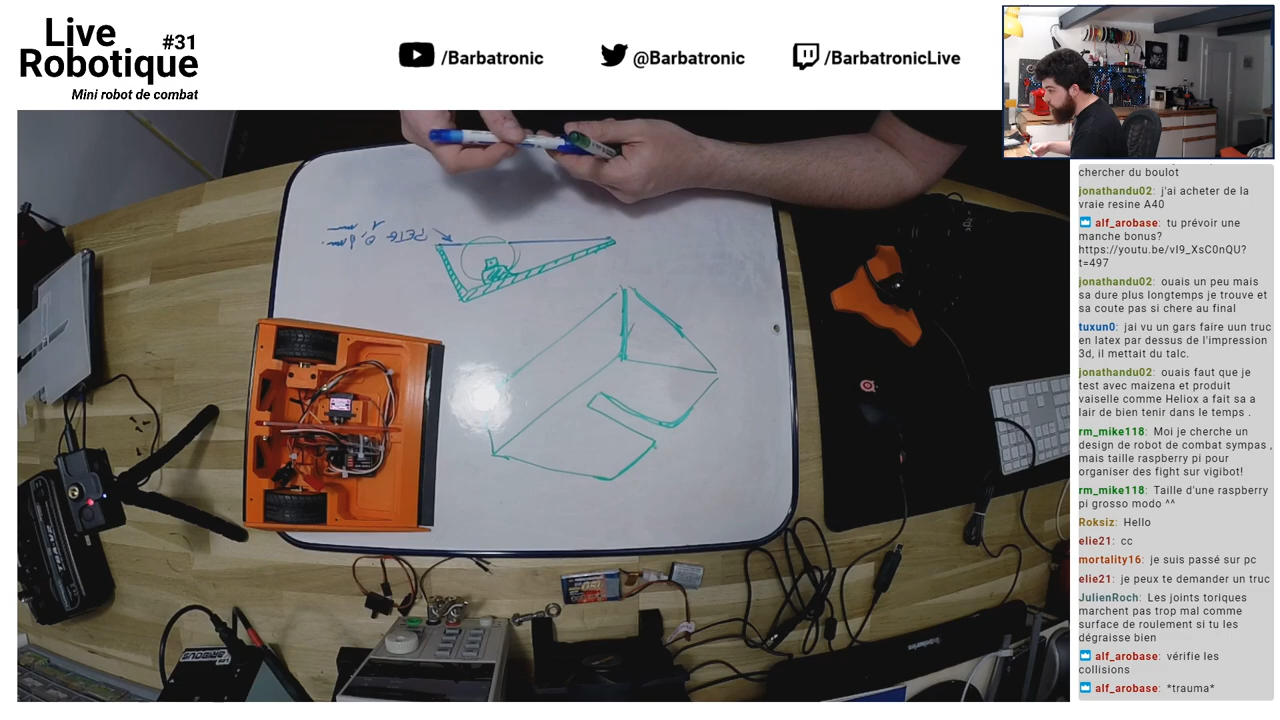 Live
Robotique #31
Mini robot de combat
/Barbatronic
@Barbatronic
/BarbatronicLive
PETG
chercher du boulot
jonathandu02: j'ai acheter de la
vraie resine A40
alf_arobase: tu prévoir une
manche bonus?
https://youtu.be/vI9_XsC0nQU?
t=497
jonathandu02: ouais un peu mais
sa dure plus longtemps je trouve et
sa coute pas si chere au final
tuxun0: jai vu un gars faire uun truc
en latex par dessus de l'impression
3d, il mettait du talc.
jonathandu02: ouais faut que je
test avec maizena et produit
vaiselle comme Heliox a fait sa a
lair de bien tenir dans le temps .
rm_mike118: Moi je cherche un
design de robot de combat sympas ,
mais taille raspberry pi pour
organiser des fight sur vigibot!
rm_mike118: Taille d'une raspberry
pi grosso modo ^^
Roksiz: Hello
elie21: cc
mortality16: je suis passé sur pc
elie21: je peux te demander un truc
JulienRoch: Les joints toriques
marchent pas trop mal comme
surface de roulement si tu les
dégraisse bien
alf_arobase: vérifie les
collisions
alf_arobase: *trauma*